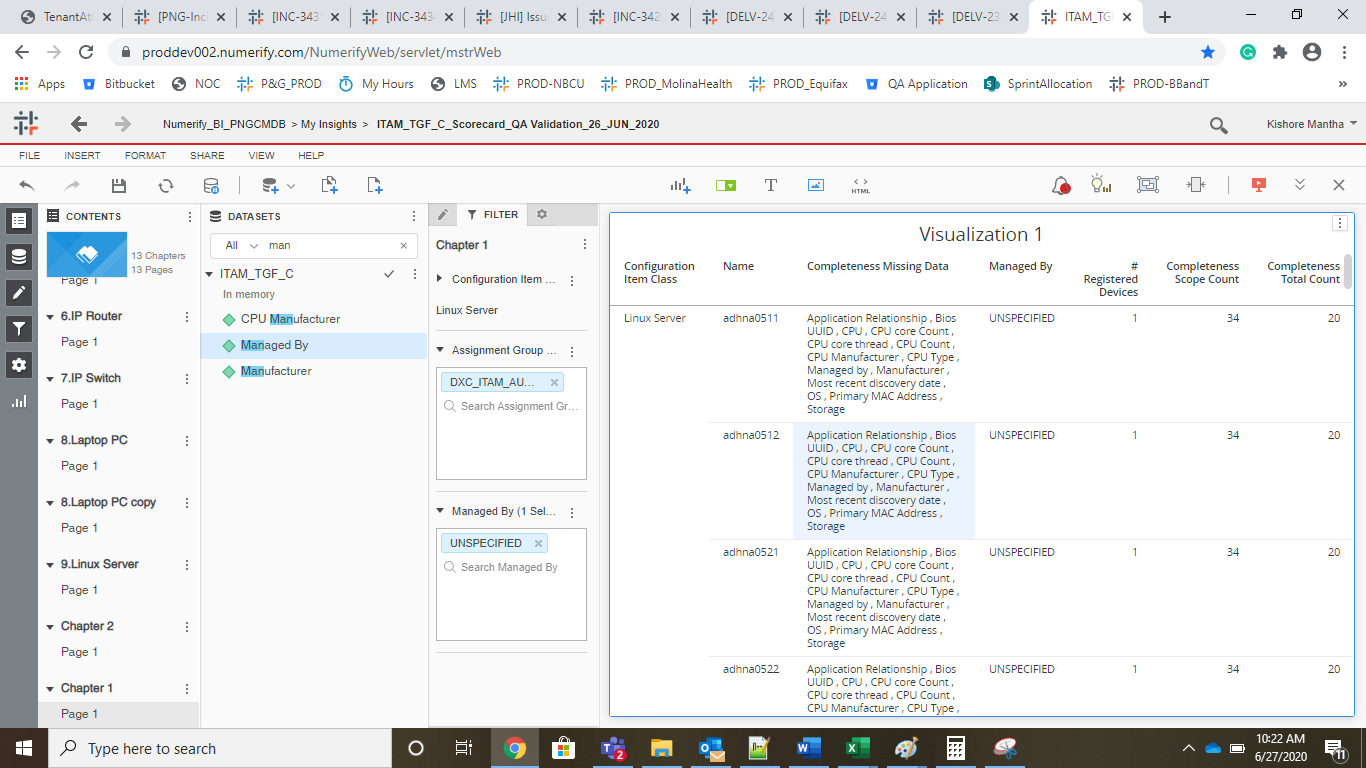 TenantAt
[PNG-Inc
[INC-343
[INC-343
[JHI] Issu
[INC-342
[DELV-24
[DELV-24
[DELV-23
ITAM_TGF
proddev002.numerify.com/NumerifyWeb/servlet/mstrWeb
Apps
Bitbucket
NOC
P&G_PROD
My Hours
LMS
PROD-NBCU
PROD_MolinaHealth
PROD_Equifax
QA Application
SprintAllocation
PROD-BBandT
Numerify_BI_PNGCMDB > My Insights > ITAM_TGF_C_Scorecard_QA Validation_26_JUN_2020
Kishore Mantha
FILE
INSERT
FORMAT
SHARE
VIEW
HELP
HTML
CONTENTS
13 Chapters
13 Pages
Page 1
6.IP Router
Page 1
7.IP Switch
Page 1
8.Laptop PC
Page 1
8.Laptop PC copy
Page 1
9.Linux Server
Page 1
Chapter 2
Page 1
Chapter 1
Page 1
DATASETS
All
man
ITAM_TGF_C
In memory
CPU Manufacturer
Managed By
Manufacturer
FILTER
Chapter 1
Configuration Item ...
Linux Server
Assignment Group ...
DXC_ITAM_AU...
Search Assignment Gr...
Managed By (1 Sel...
UNSPECIFIED
Search Managed By
Visualization 1
Configuration
Item Class
Name
Completeness Missing Data
Managed By
#
Registered
Devices
Completeness
Scope Count
Completeness
Total Count
Linux Server
adhna0511
Application Relationship , Bios
UUID , CPU , CPU core Count ,
CPU core thread , CPU Count ,
CPU Manufacturer , CPU Type ,
Managed by , Manufacturer ,
Most recent discovery date ,
OS , Primary MAC Address ,
Storage
UNSPECIFIED
1
34
20
adhna0512
Application Relationship , Bios
UUID , CPU , CPU core Count ,
CPU core thread , CPU Count ,
CPU Manufacturer , CPU Type ,
Managed by , Manufacturer ,
Most recent discovery date ,
OS , Primary MAC Address ,
Storage
UNSPECIFIED
1
34
20
adhna0521
Application Relationship , Bios
UUID , CPU , CPU core Count ,
CPU core thread , CPU Count ,
CPU Manufacturer , CPU Type ,
Managed by , Manufacturer ,
Most recent discovery date ,
OS , Primary MAC Address ,
Storage
UNSPECIFIED
1
34
20
adhna0522
Application Relationship , Bios
UUID , CPU , CPU core Count ,
CPU core thread , CPU Count ,
CPU Manufacturer , CPU Type ,
UNSPECIFIED
1
34
20
Type here to search
2
10:22 AM
6/27/2020
11